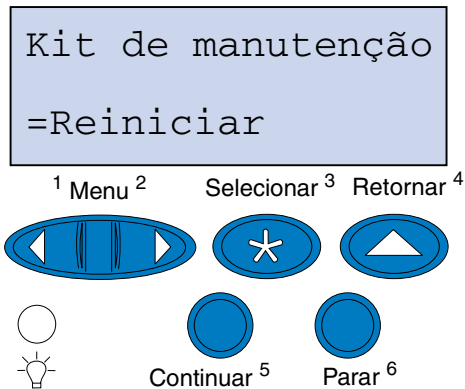 Kit de manutenção
=Reiniciar
1 Menu 2 Selecionar 3 Retornar 4
Continuar 5 Parar 6